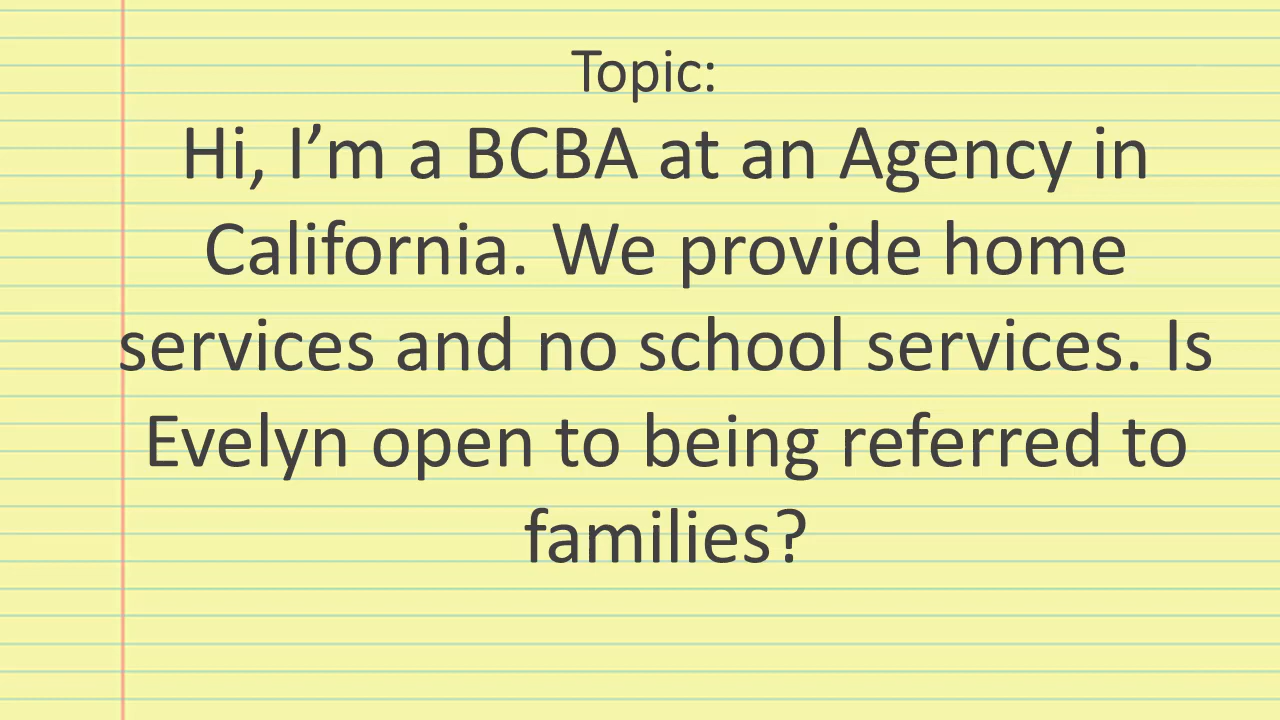 Topic:
Hi, I’m a BCBA at an Agency in
California. We provide home
services and no school services. Is
Evelyn open to being referred to
families?